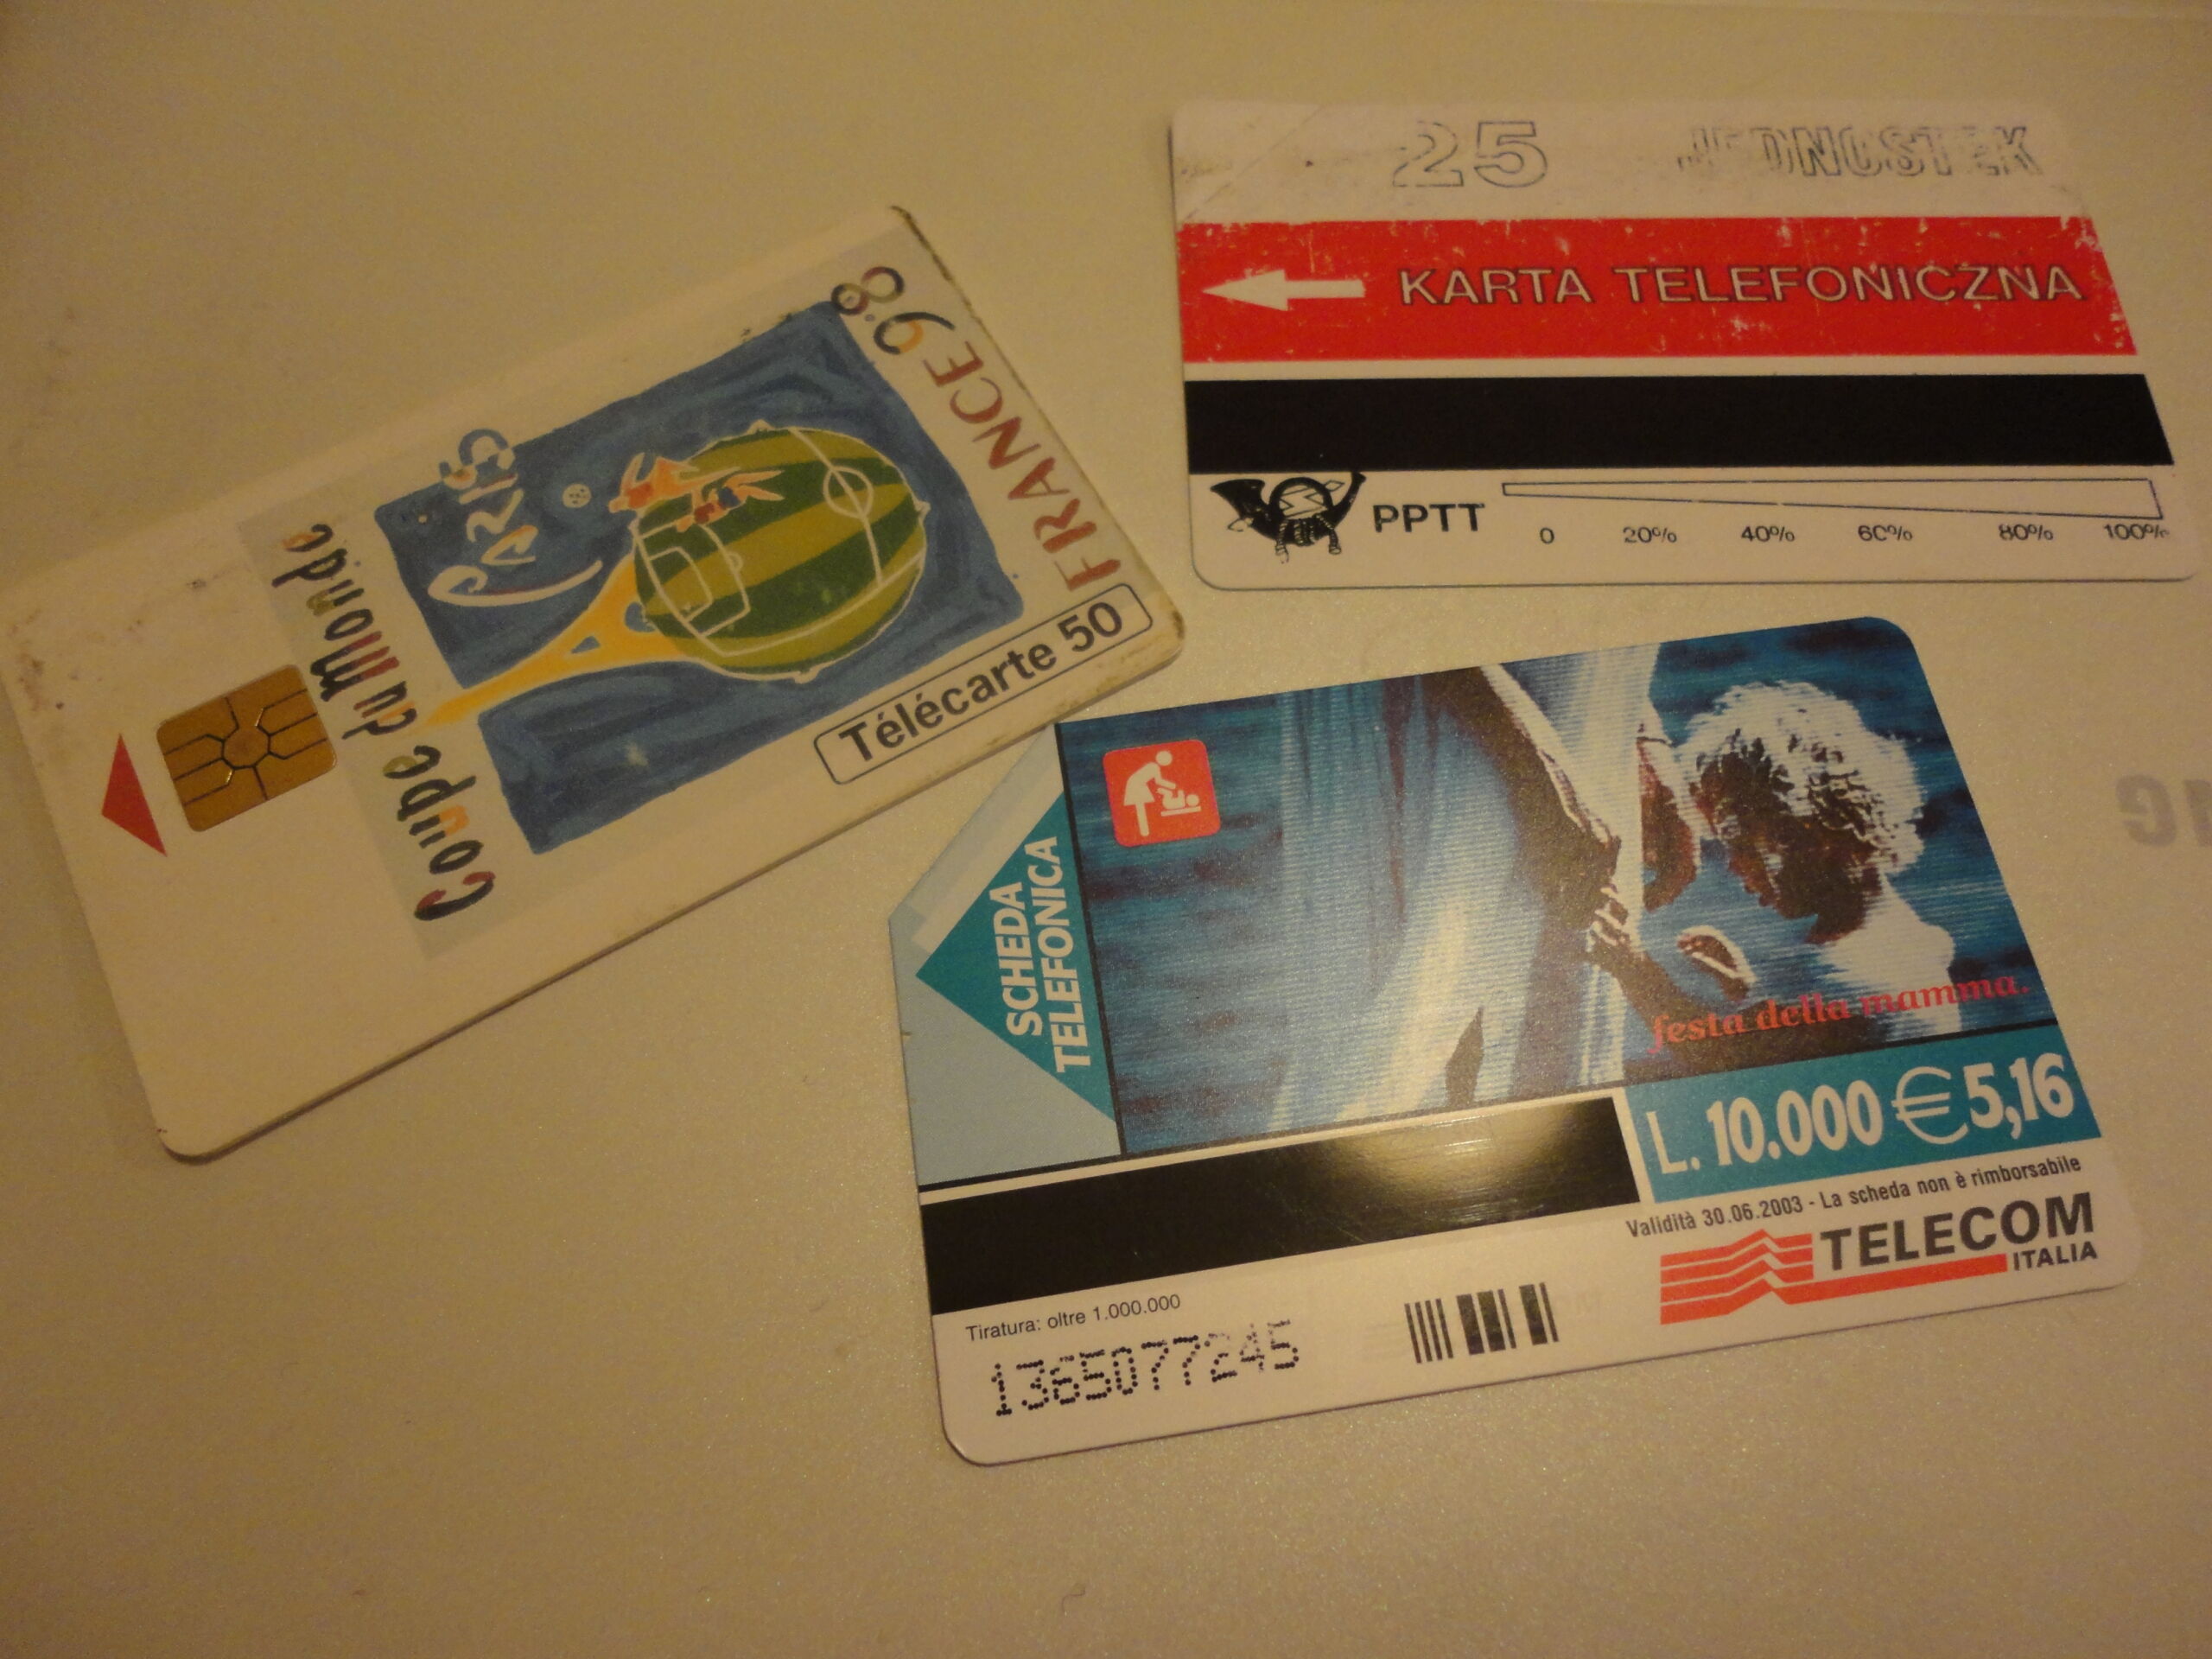 Coupe du Monde
PARIS
FRANCE 98
Télécarte 50
25 JEDNOSTEK
KARTA TELEFONICZNA
PPTT
0 20% 40% 60% 80% 100%
SCHEDA
TELEFONICA
festa della mamma.
L. 10.000 € 5,16
Validità 30.06.2003 - La scheda non è rimborsabile
TELECOM
ITALIA
Tiratura: oltre 1.000.000
1365077245